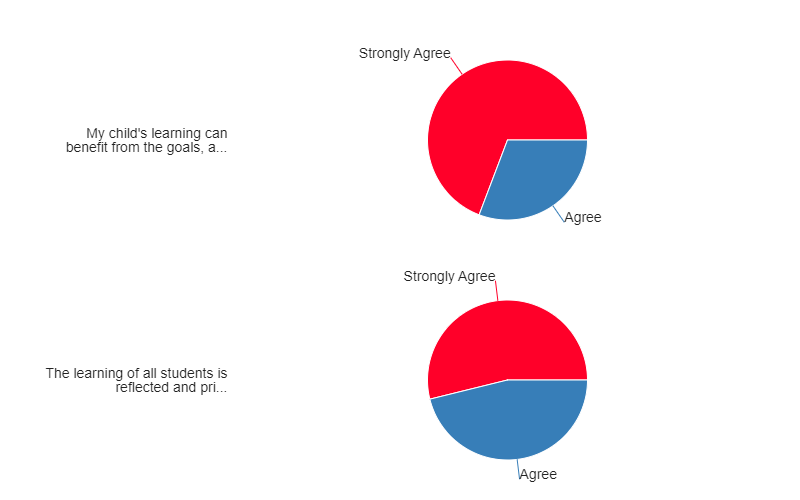 Strongly Agree
My child's learning can
benefit from the goals, a...
Agree
Strongly Agree
The learning of all students is
reflected and pri...
Agree